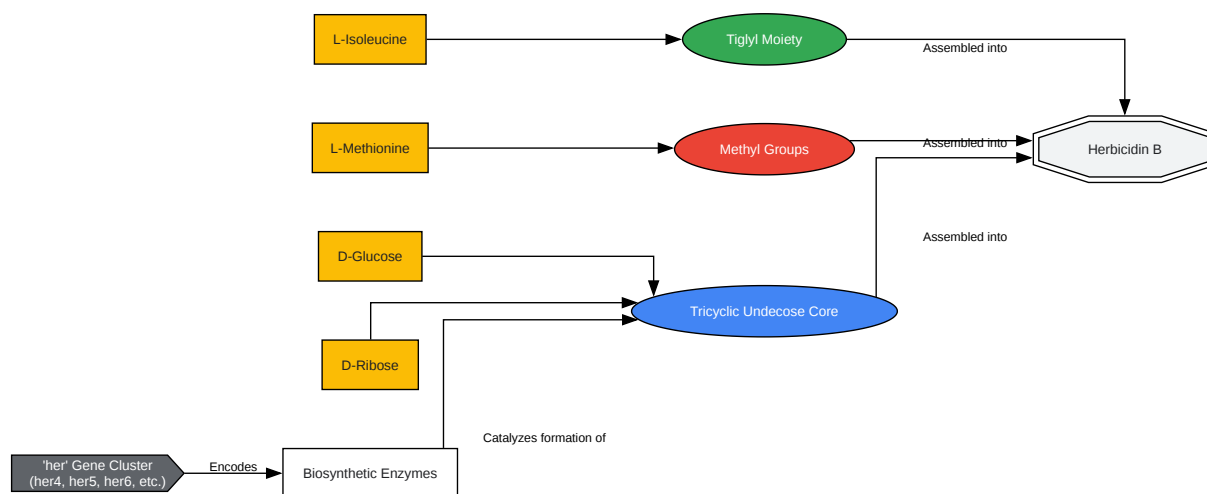 L-Isoleucine
Tiglyl Moiety
Assembled into
L-Methionine
Methyl Groups
Assembled into
Herbicidin B
D-Glucose
Assembled into
Tricyclic Undecose Core
D-Ribose
Catalyzes formation of
'her' Gene Cluster
(her4, her5, her6, etc.)
Encodes
Biosynthetic Enzymes